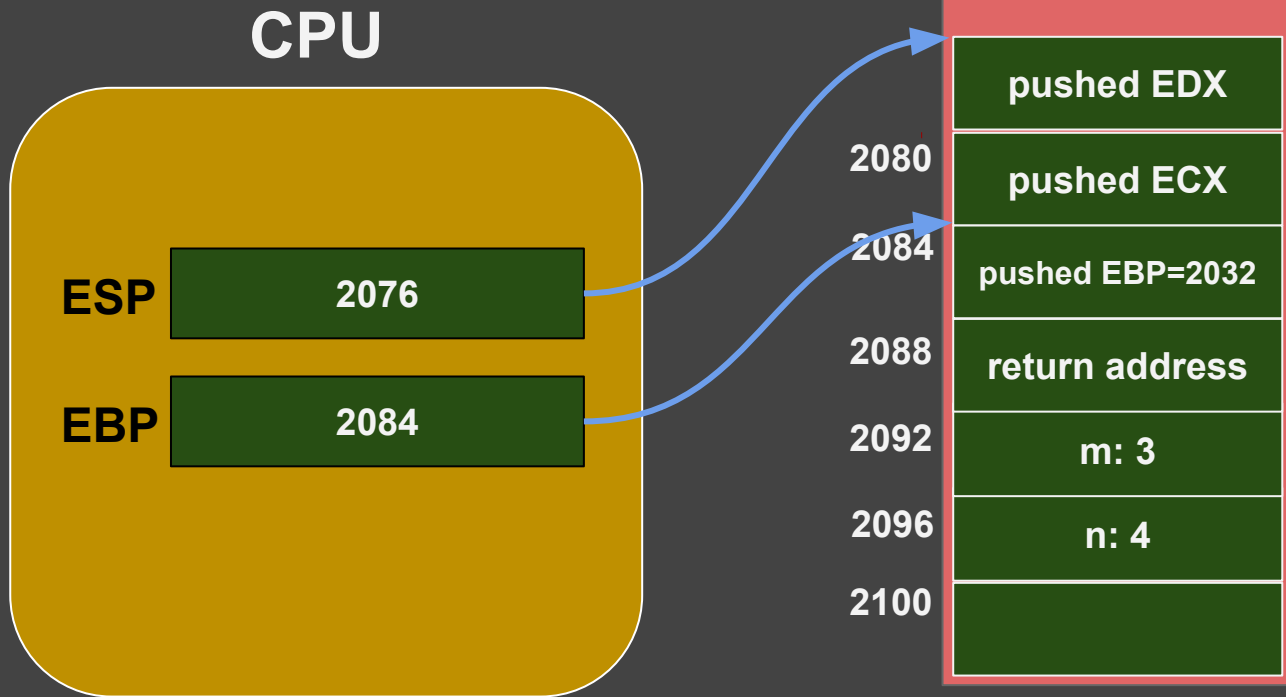 CPU
pushed EDX
2080
pushed ECX
2084
pushed EBP=2032
ESP
2076
2088
return address
EBP
2084
2092
m: 3
2096
n: 4
2100